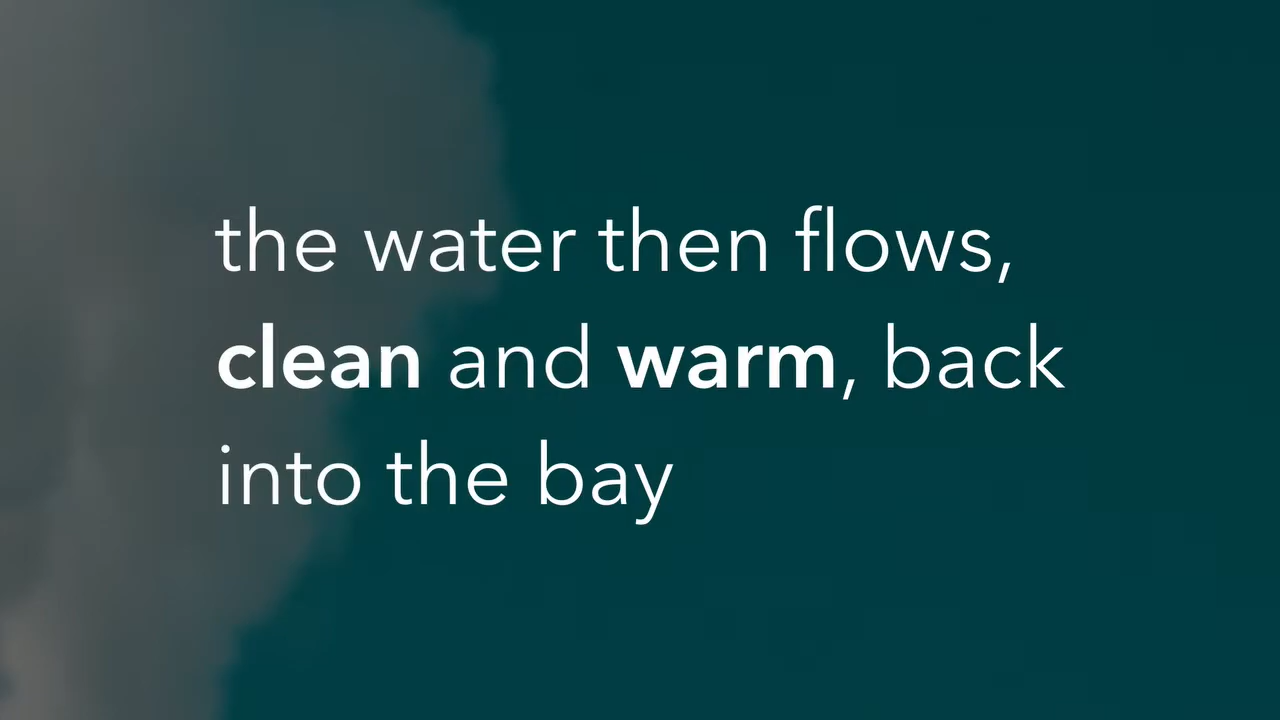 the water then flows,
clean and warm, back
into the bay